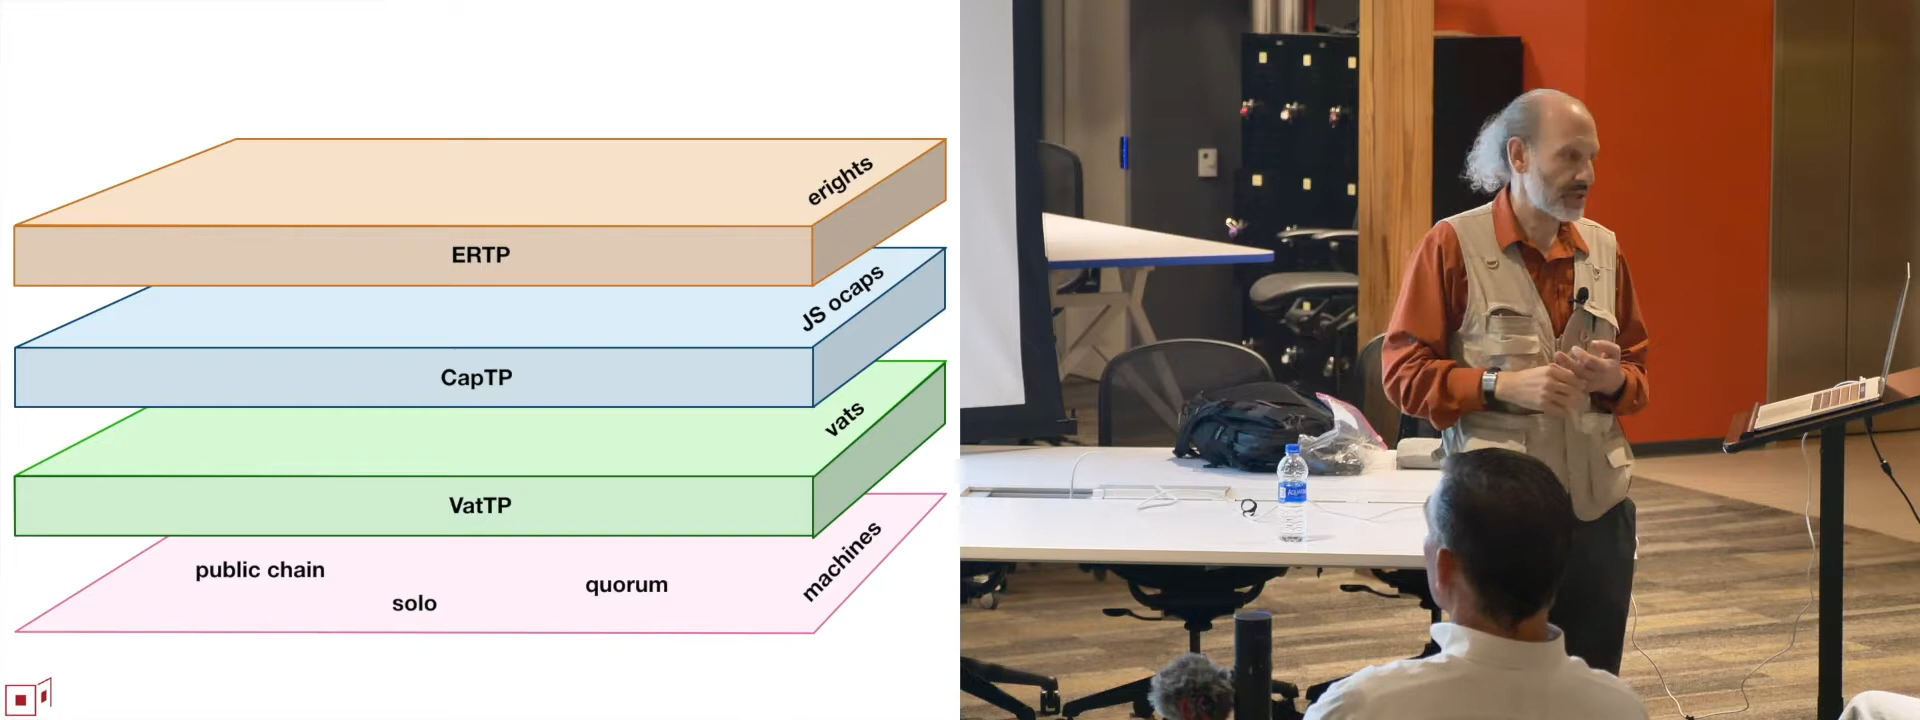 erights
ERTP
JS ocaps
CapTP
vats
VatTP
machines
public chain
quorum
solo